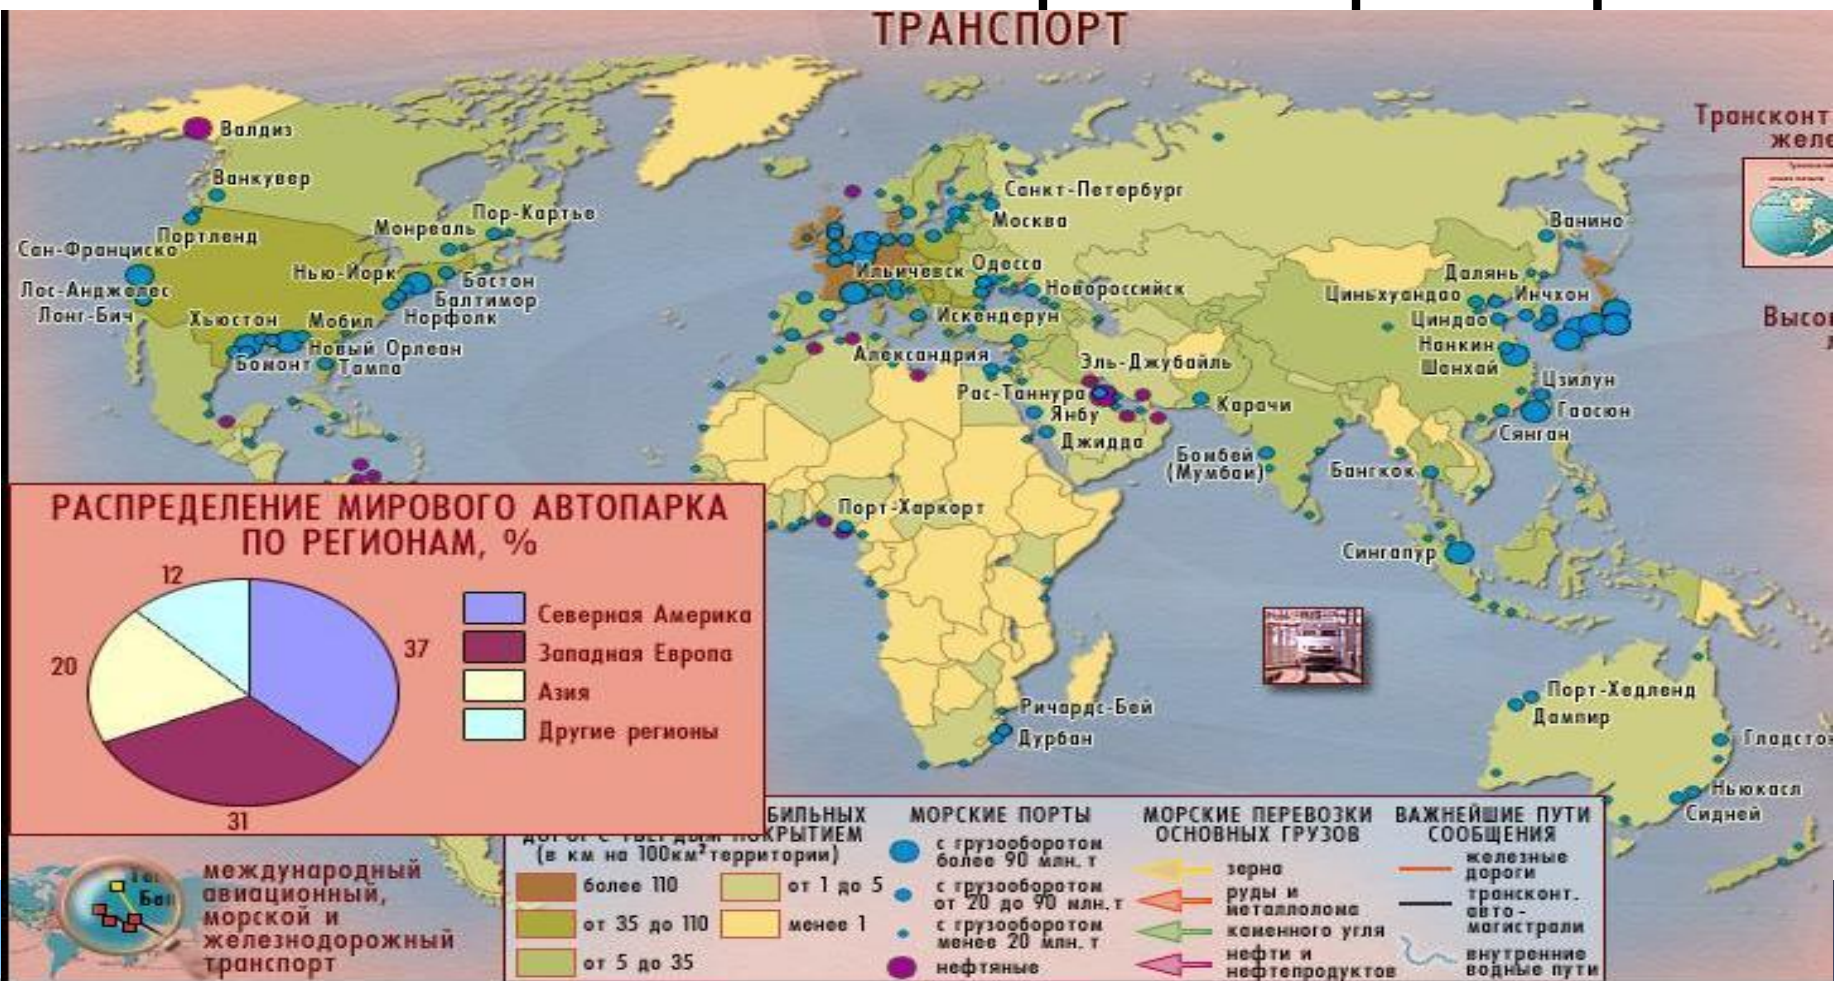 ТРАНСПОРТ
Трансконт
желе
Высо
Валдиз
Ванкувер
Портленд
Сан-Франциско
Лос-Анджелес
Лонг-Бич
Монреаль
Пор-Картье
Нью-Йорк
Бостон
Балтимор
Норфолк
Хьюстон
Мобил
Новый Орлеан
Бомонт
Тампа
Санкт-Петербург
Москва
Ильичевск
Одесса
Новороссийск
Искендерун
Александрия
Эль-Джубайль
Рас-Таннура
Янбу
Джидда
Карачи
Бомбей
(Мумбаи)
Бангкок
Сингапур
Ванино
Далянь
Циньхуандао
Инчхон
Циндао
Нанкин
Шанхай
Цзилун
Гаосюн
Сянган
Порт-Харкорт
Ричардс-Бей
Дурбан
Порт-Хедленд
Дампир
Гладсто
Ньюкасл
Сидней
РАСПРЕДЕЛЕНИЕ МИРОВОГО АВТОПАРКА
ПО РЕГИОНАМ, %
12
37
20
31
Северная Америка
Западная Европа
Азия
Другие регионы
международный
авиационный,
морской и
железнодорожный
транспорт
БИЛЬНЫХ
ДОРОГ С ТВЕРДЫМ ПОКРЫТИЕМ
(в км на 100км² территории)
более 110
от 35 до 110
от 5 до 35
от 1 до 5
менее 1
МОРСКИЕ ПОРТЫ
с грузооборотом
более 90 млн. т
с грузооборотом
от 20 до 90 млн. т
с грузооборотом
менее 20 млн. т
нефтяные
МОРСКИЕ ПЕРЕВОЗКИ
ОСНОВНЫХ ГРУЗОВ
зерна
руды и
металлолома
каменного угля
нефти и
нефтепродуктов
ВАЖНЕЙШИЕ ПУТИ
СООБЩЕНИЯ
железные
дороги
трансконт.
авто-
магистрали
внутренние
водные пути